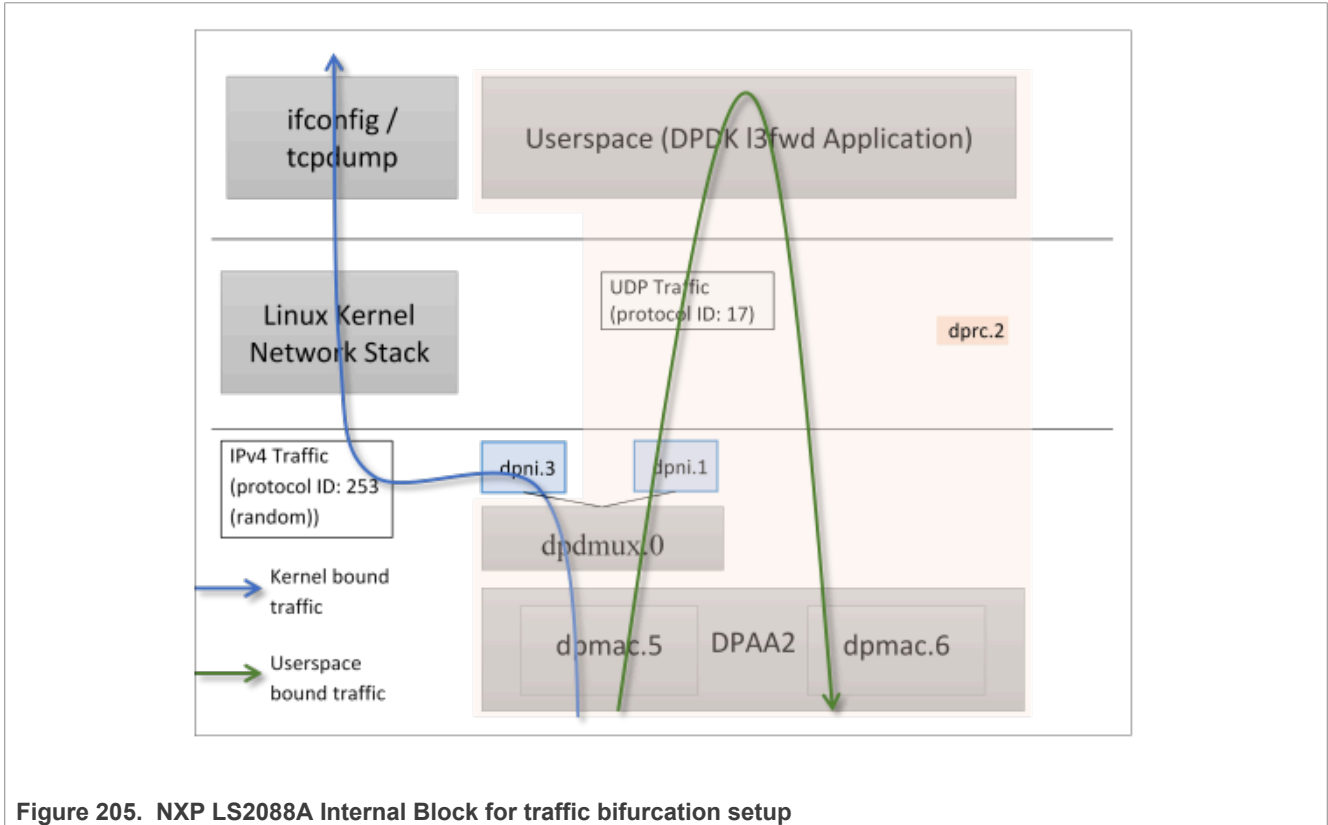 ifconfig /
tcpdump
Userspace (DPDK l3fwd Application)
Linux Kernel
Network Stack
UDP Traffic
(protocol ID: 17)
dprc.2
IPv4 Traffic
(protocol ID: 253
(random))
dpni.3
dpni.1
dpdmux.0
Kernel bound
traffic
dpmac.5
DPAA2
dpmac.6
Userspace
bound traffic
Figure 205. NXP LS2088A Internal Block for traffic bifurcation setup